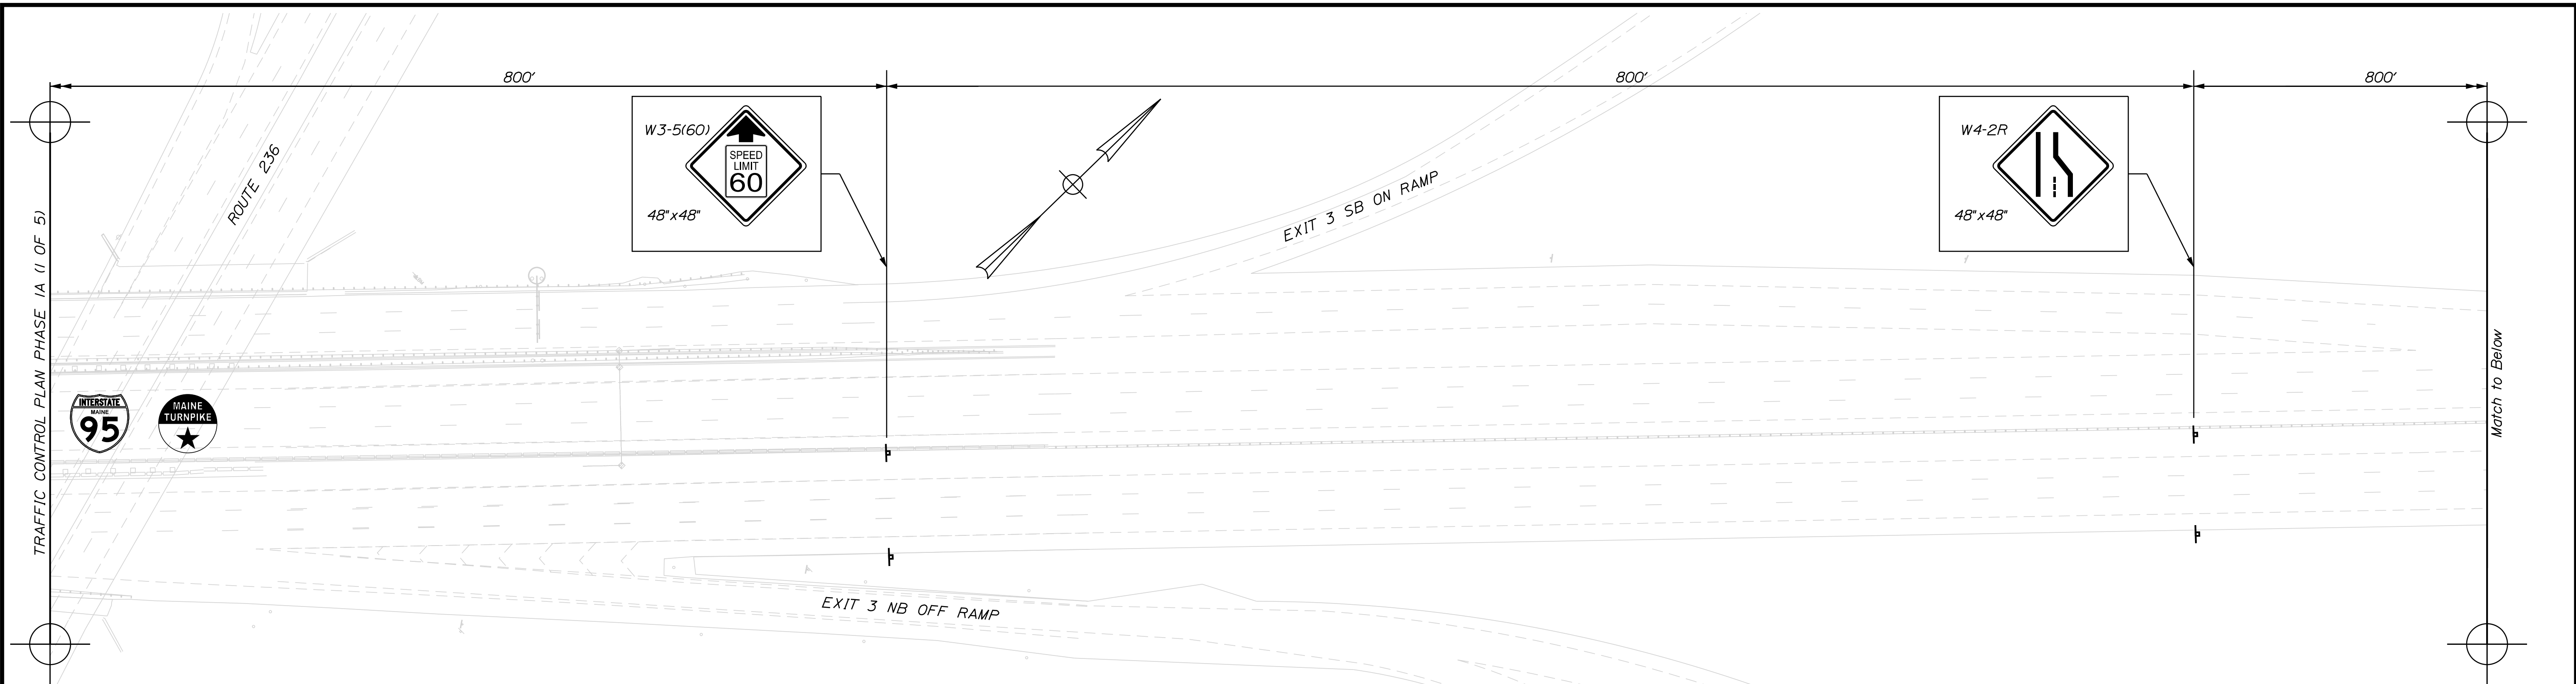 800'
800'
800'
W3-5(60)
SPEED
LIMIT
60
48"x48"
W4-2R
48"x48"
ROUTE 236
EXIT 3 SB ON RAMP
TRAFFIC CONTROL PLAN PHASE 1A (1 OF 5)
Match to Below
INTERSTATE
MAINE
95
MAINE
TURNPIKE
EXIT 3 NB OFF RAMP